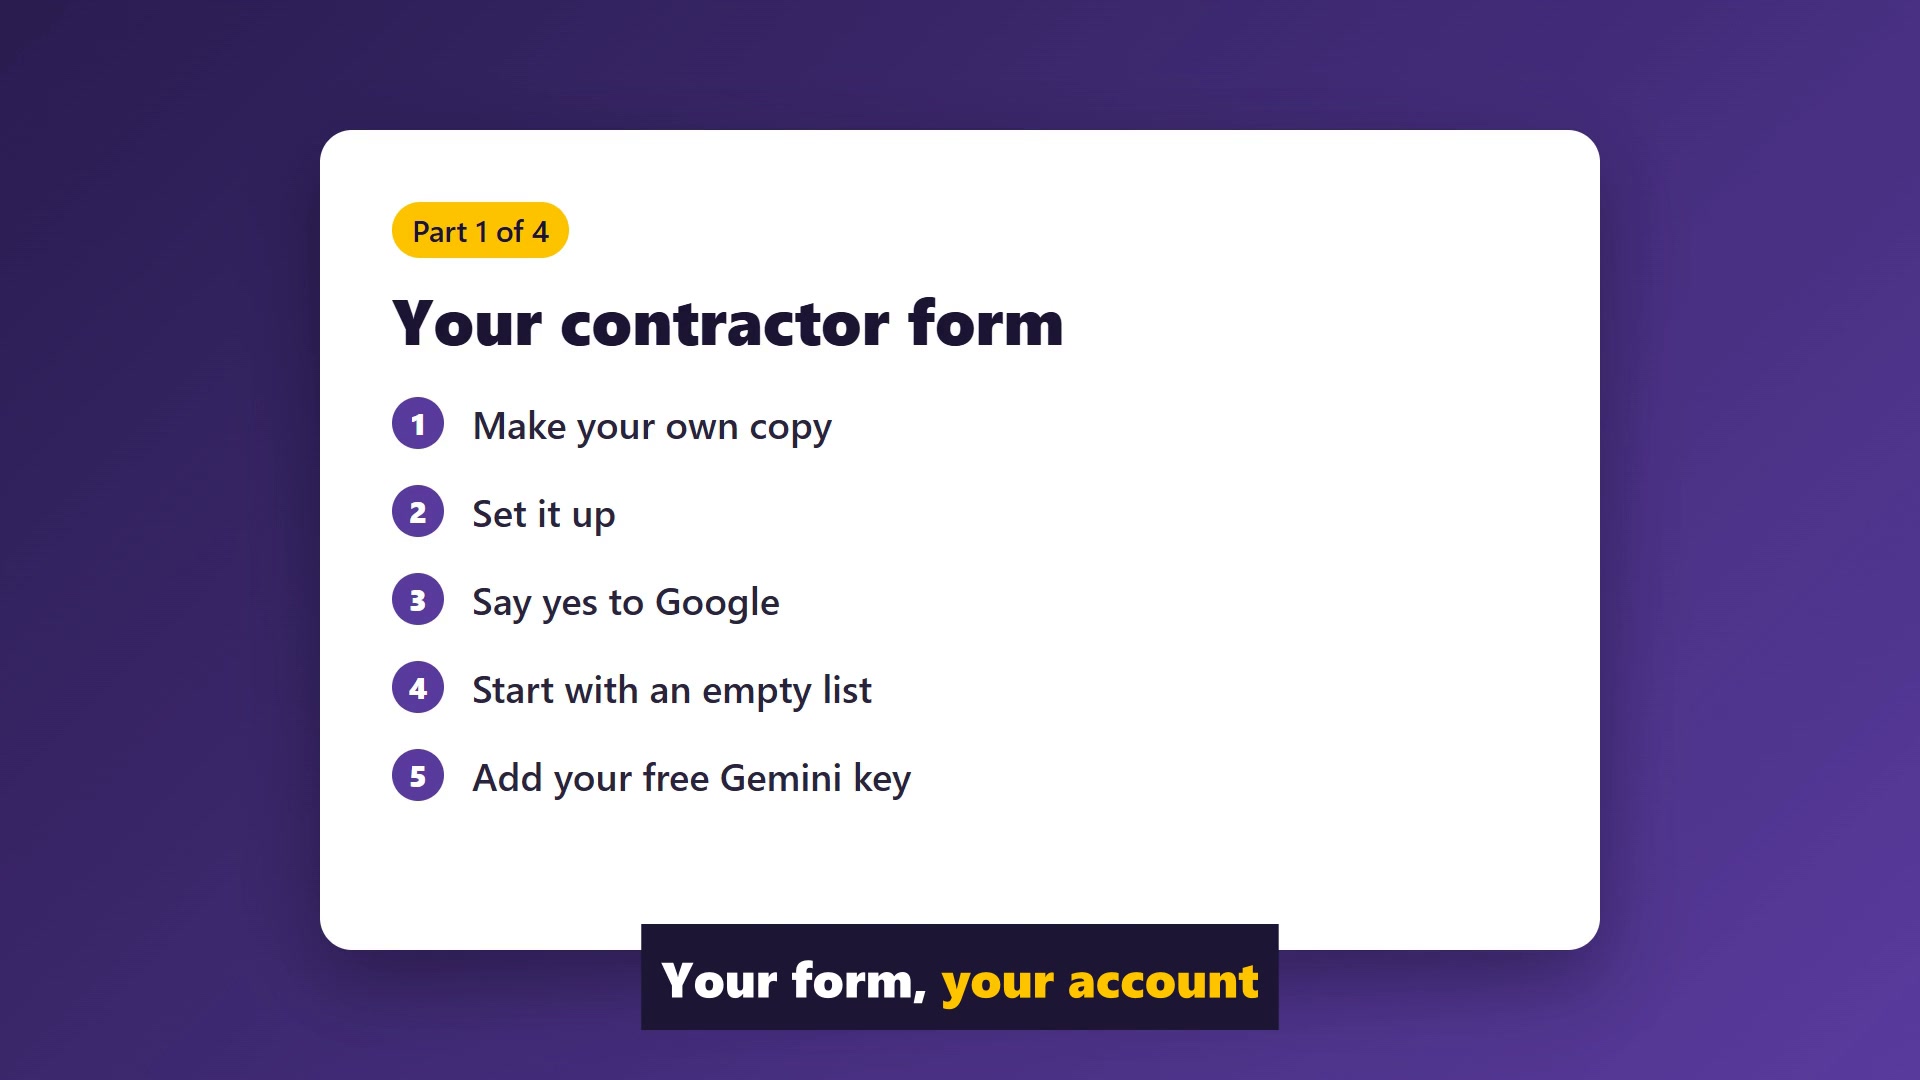 Part 1 of 4
Your contractor form
1 Make your own copy
2 Set it up
3 Say yes to Google
4 Start with an empty list
5 Add your free Gemini key
Your form, your account